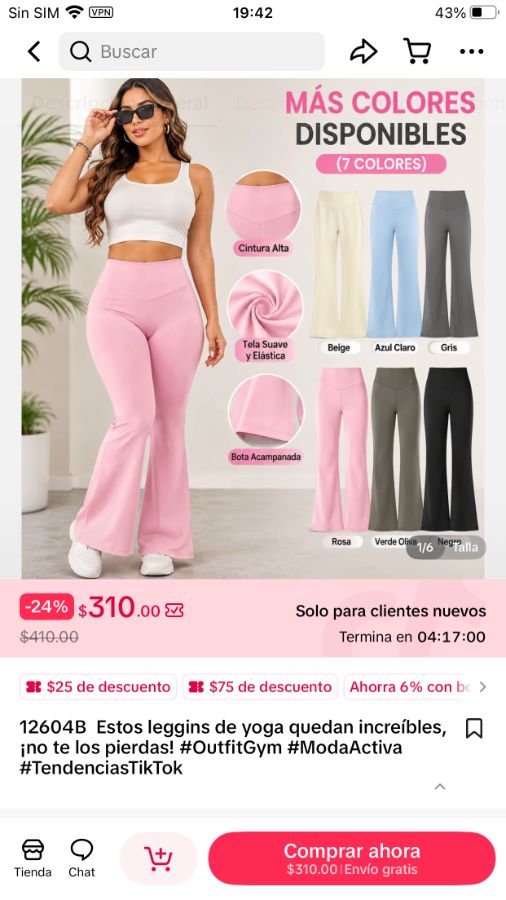 Sin SIM VPN 19:42 43%
Buscar
MÁS COLORES
DISPONIBLES
(7 COLORES)
Cintura Alta
Tela Suave
y Elástica
Bota Acampanada
Beige Azul Claro Gris
Rosa Verde Oliva Negro
1/6 Talla
-24% $310.00
$410.00
Solo para clientes nuevos
Termina en 04:17:00
$25 de descuento $75 de descuento Ahorra 6% con
12604B Estos leggins de yoga quedan increíbles,
¡no te los pierdas! #OutfitGym #ModaActiva
#TendenciasTikTok
Tienda Chat
Comprar ahora
$310.00 | Envío gratis